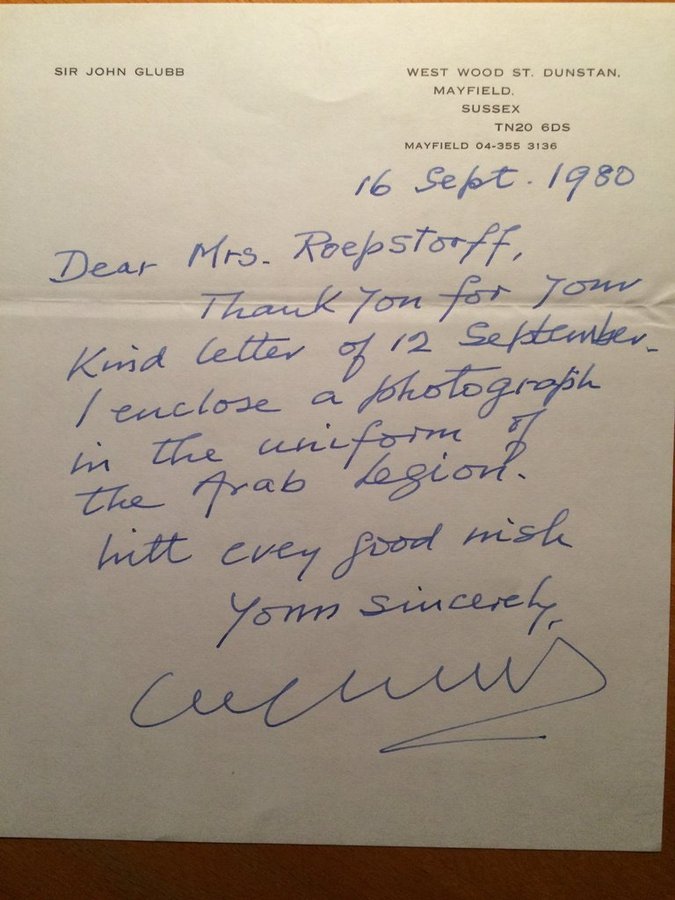 SIR JOHN GLUBB
WEST WOOD ST. DUNSTAN,
MAYFIELD.
SUSSEX
TN20 6DS
MAYFIELD 04-355 3136
16 Sept. 1980
Dear Mrs. Roepstorff,
Thank you for your
kind letter of 12 September.
I enclose a photograph
in the uniform of
the Arab Legion.
With every good wish
Yours sincerely,